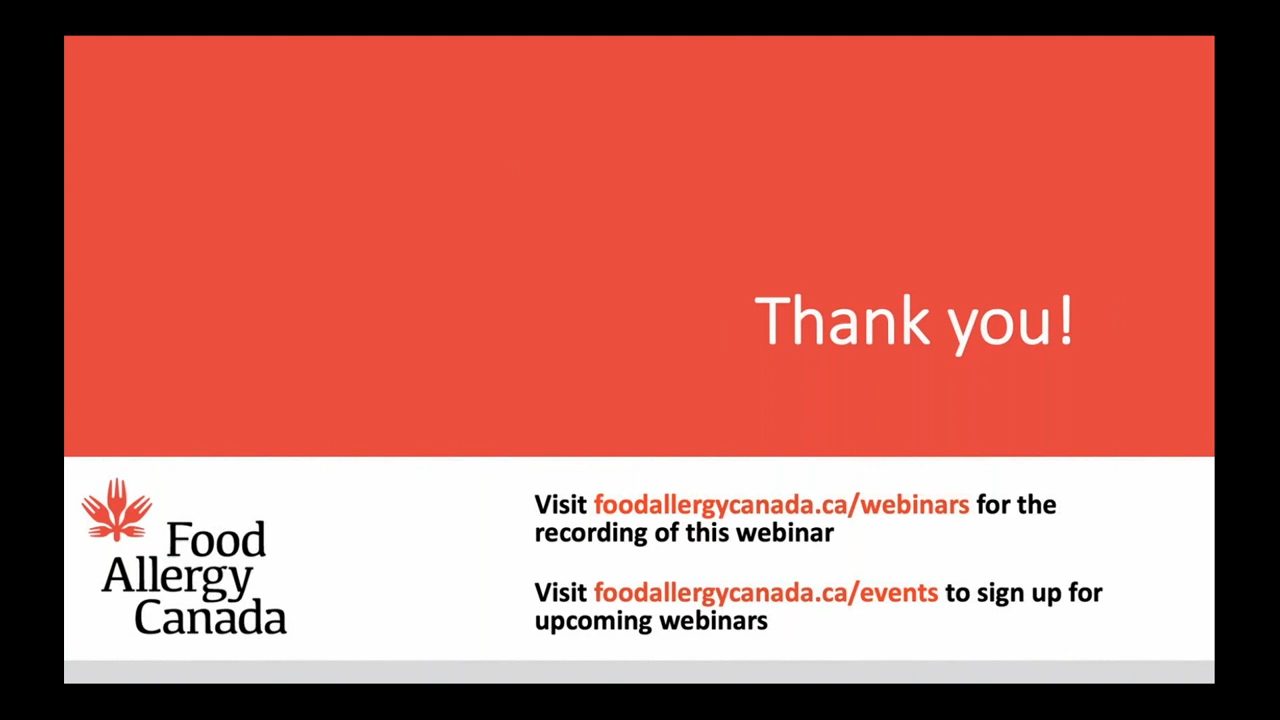 Thank you!
Food
Allergy
Canada
Visit foodallergycanada.ca/webinars for the
recording of this webinar
Visit foodallergycanada.ca/events to sign up for
upcoming webinars